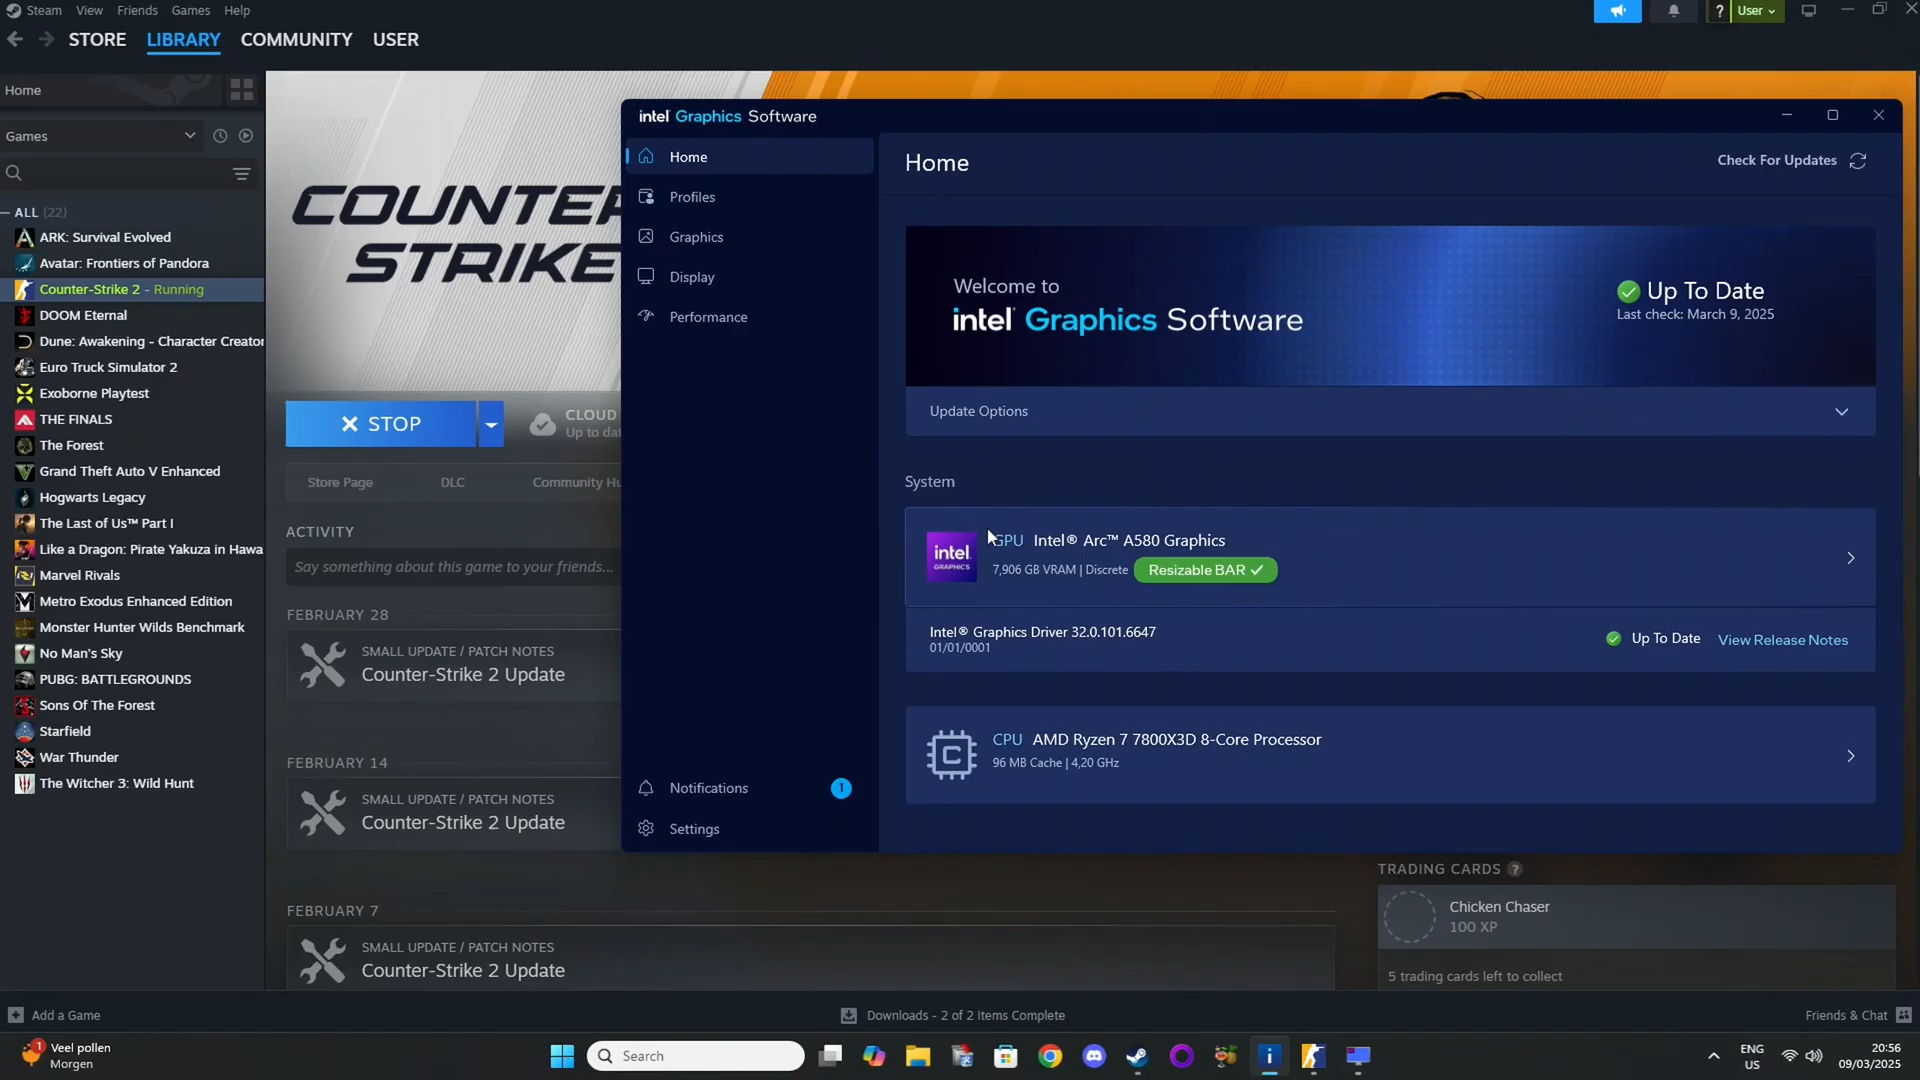 Steam View Friends Games Help
? User
STORE LIBRARY COMMUNITY USER
Home
Games
ALL (22)
ARK: Survival Evolved
Avatar: Frontiers of Pandora
Counter-Strike 2 - Running
DOOM Eternal
Dune: Awakening - Character Creator
Euro Truck Simulator 2
Exoborne Playtest
THE FINALS
The Forest
Grand Theft Auto V Enhanced
Hogwarts Legacy
The Last of Us™ Part I
Like a Dragon: Pirate Yakuza in Hawa
Marvel Rivals
Metro Exodus Enhanced Edition
Monster Hunter Wilds Benchmark
No Man's Sky
PUBG: BATTLEGROUNDS
Sons Of The Forest
Starfield
War Thunder
The Witcher 3: Wild Hunt
COUNTER
STRIKE
STOP
CLOUD
Up to dat
Store Page DLC Community Hu
ACTIVITY
Say something about this game to your friends...
FEBRUARY 28
SMALL UPDATE / PATCH NOTES
Counter-Strike 2 Update
FEBRUARY 14
SMALL UPDATE / PATCH NOTES
Counter-Strike 2 Update
FEBRUARY 7
SMALL UPDATE / PATCH NOTES
Counter-Strike 2 Update
intel Graphics Software
Home
Profiles
Graphics
Display
Performance
Notifications 1
Settings
Home
Check For Updates
Welcome to
intel Graphics Software
Up To Date
Last check: March 9, 2025
Update Options
System
intel
GRAPHICS
GPU Intel® Arc™ A580 Graphics
7,906 GB VRAM | Discrete Resizable BAR
Intel® Graphics Driver 32.0.101.6647
01/01/0001
Up To Date View Release Notes
CPU AMD Ryzen 7 7800X3D 8-Core Processor
96 MB Cache | 4,20 GHz
TRADING CARDS ?
Chicken Chaser
100 XP
5 trading cards left to collect
Add a Game
Downloads - 2 of 2 Items Complete
Friends & Chat
1
Veel pollen
Morgen
Search
ENG
US
20:56
09/03/2025